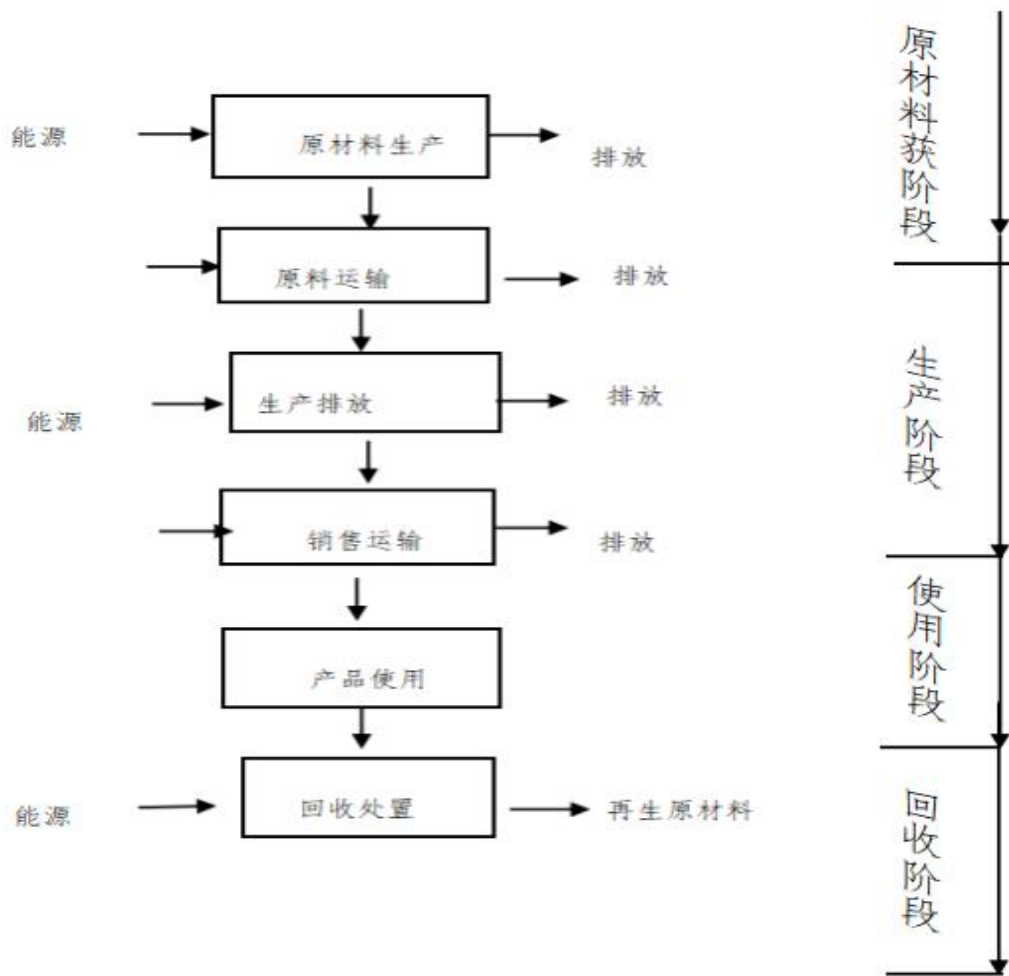 能源
原材料生产
排放
原料运输
排放
能源
生产排放
排放
销售运输
排放
产品使用
能源
回收处置
再生原材料
原材料获阶段
生产阶段
使用阶段
回收阶段